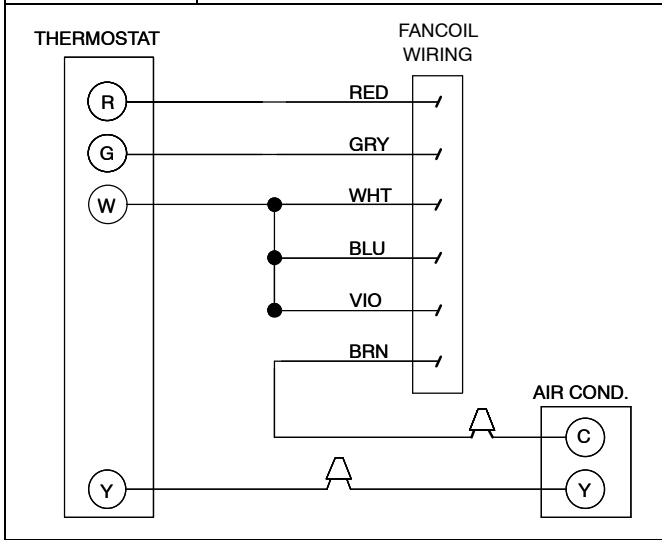 THERMOSTAT
FANCOIL
WIRING
R
RED
G
GRY
W
WHT
BLU
VIO
BRN
AIR COND.
C
Y
Y